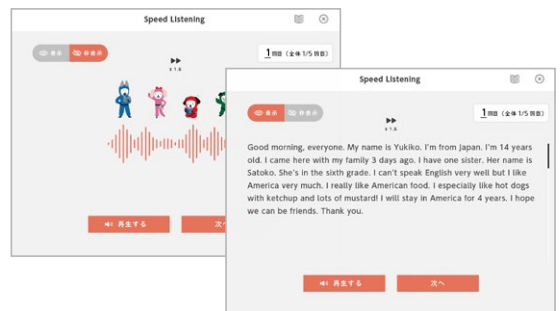 Speed Listening
表示 非表示
x 1.6
1回目（全体 1/5 回目）
再生する
次へ
Speed Listening
表示 非表示
x 1.6
1回目（全体 1/5 回目）
Good morning, everyone. My name is Yukiko. I'm from Japan. I'm 14 years
old. I came here with my family 3 days ago. I have one sister. Her name is
Satoko. She's in the sixth grade. I can't speak English very well but I like
America very much. I really like American food. I especially like hot dogs
with ketchup and lots of mustard! I will stay in America for 4 years. I hope
we can be friends. Thank you.
再生する
次へ